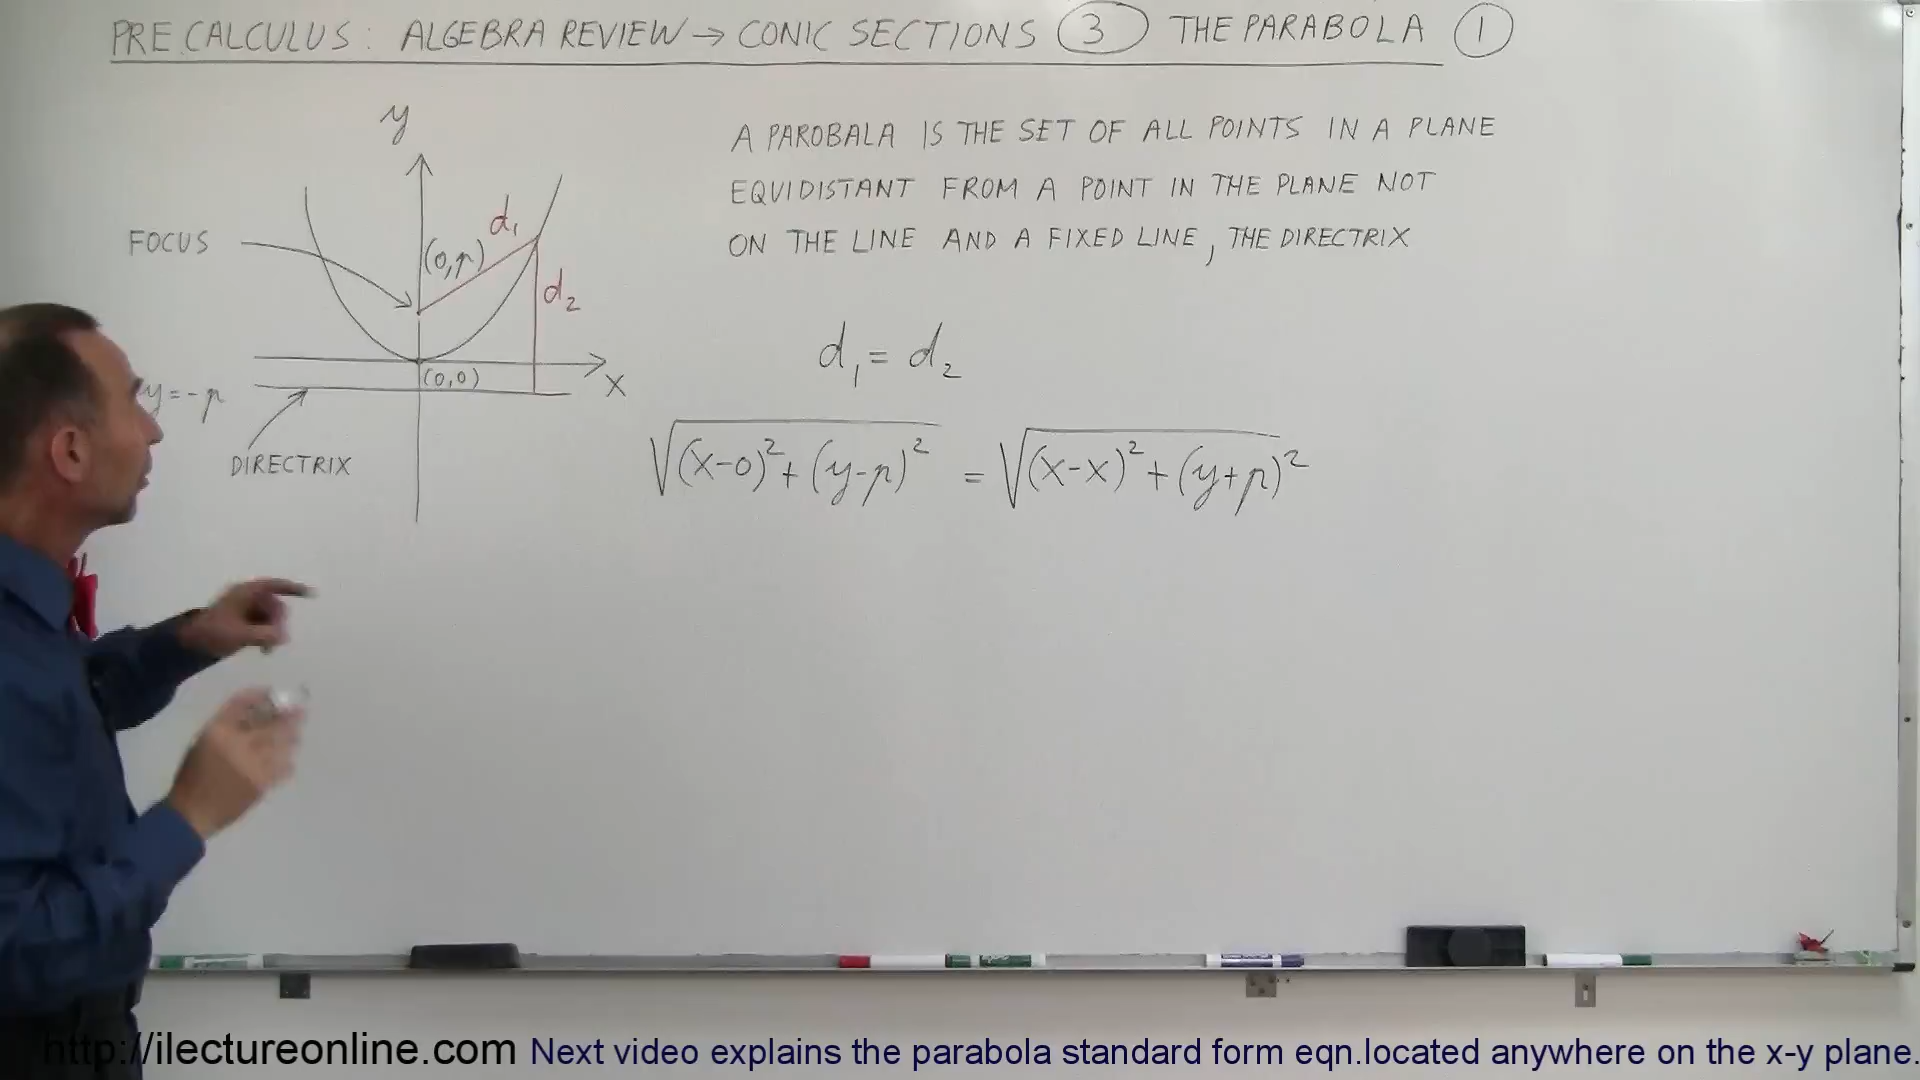 PRE CALCULUS: ALGEBRA REVIEW → CONIC SECTIONS ③ THE PARABOLA ①
y
A PAROBALA IS THE SET OF ALL POINTS IN A PLANE
EQUIDISTANT FROM A POINT IN THE PLANE NOT
ON THE LINE AND A FIXED LINE, THE DIRECTRIX
FOCUS
(0,p)
d₁
d₂
d₁ = d₂
(0,0)
x
y=-p
DIRECTRIX
√(x-0)²+(y-p)² = √(x-x)²+(y+p)²
http://ilectureonline.com Next video explains the parabola standard form eqn.located anywhere on the x-y plane.